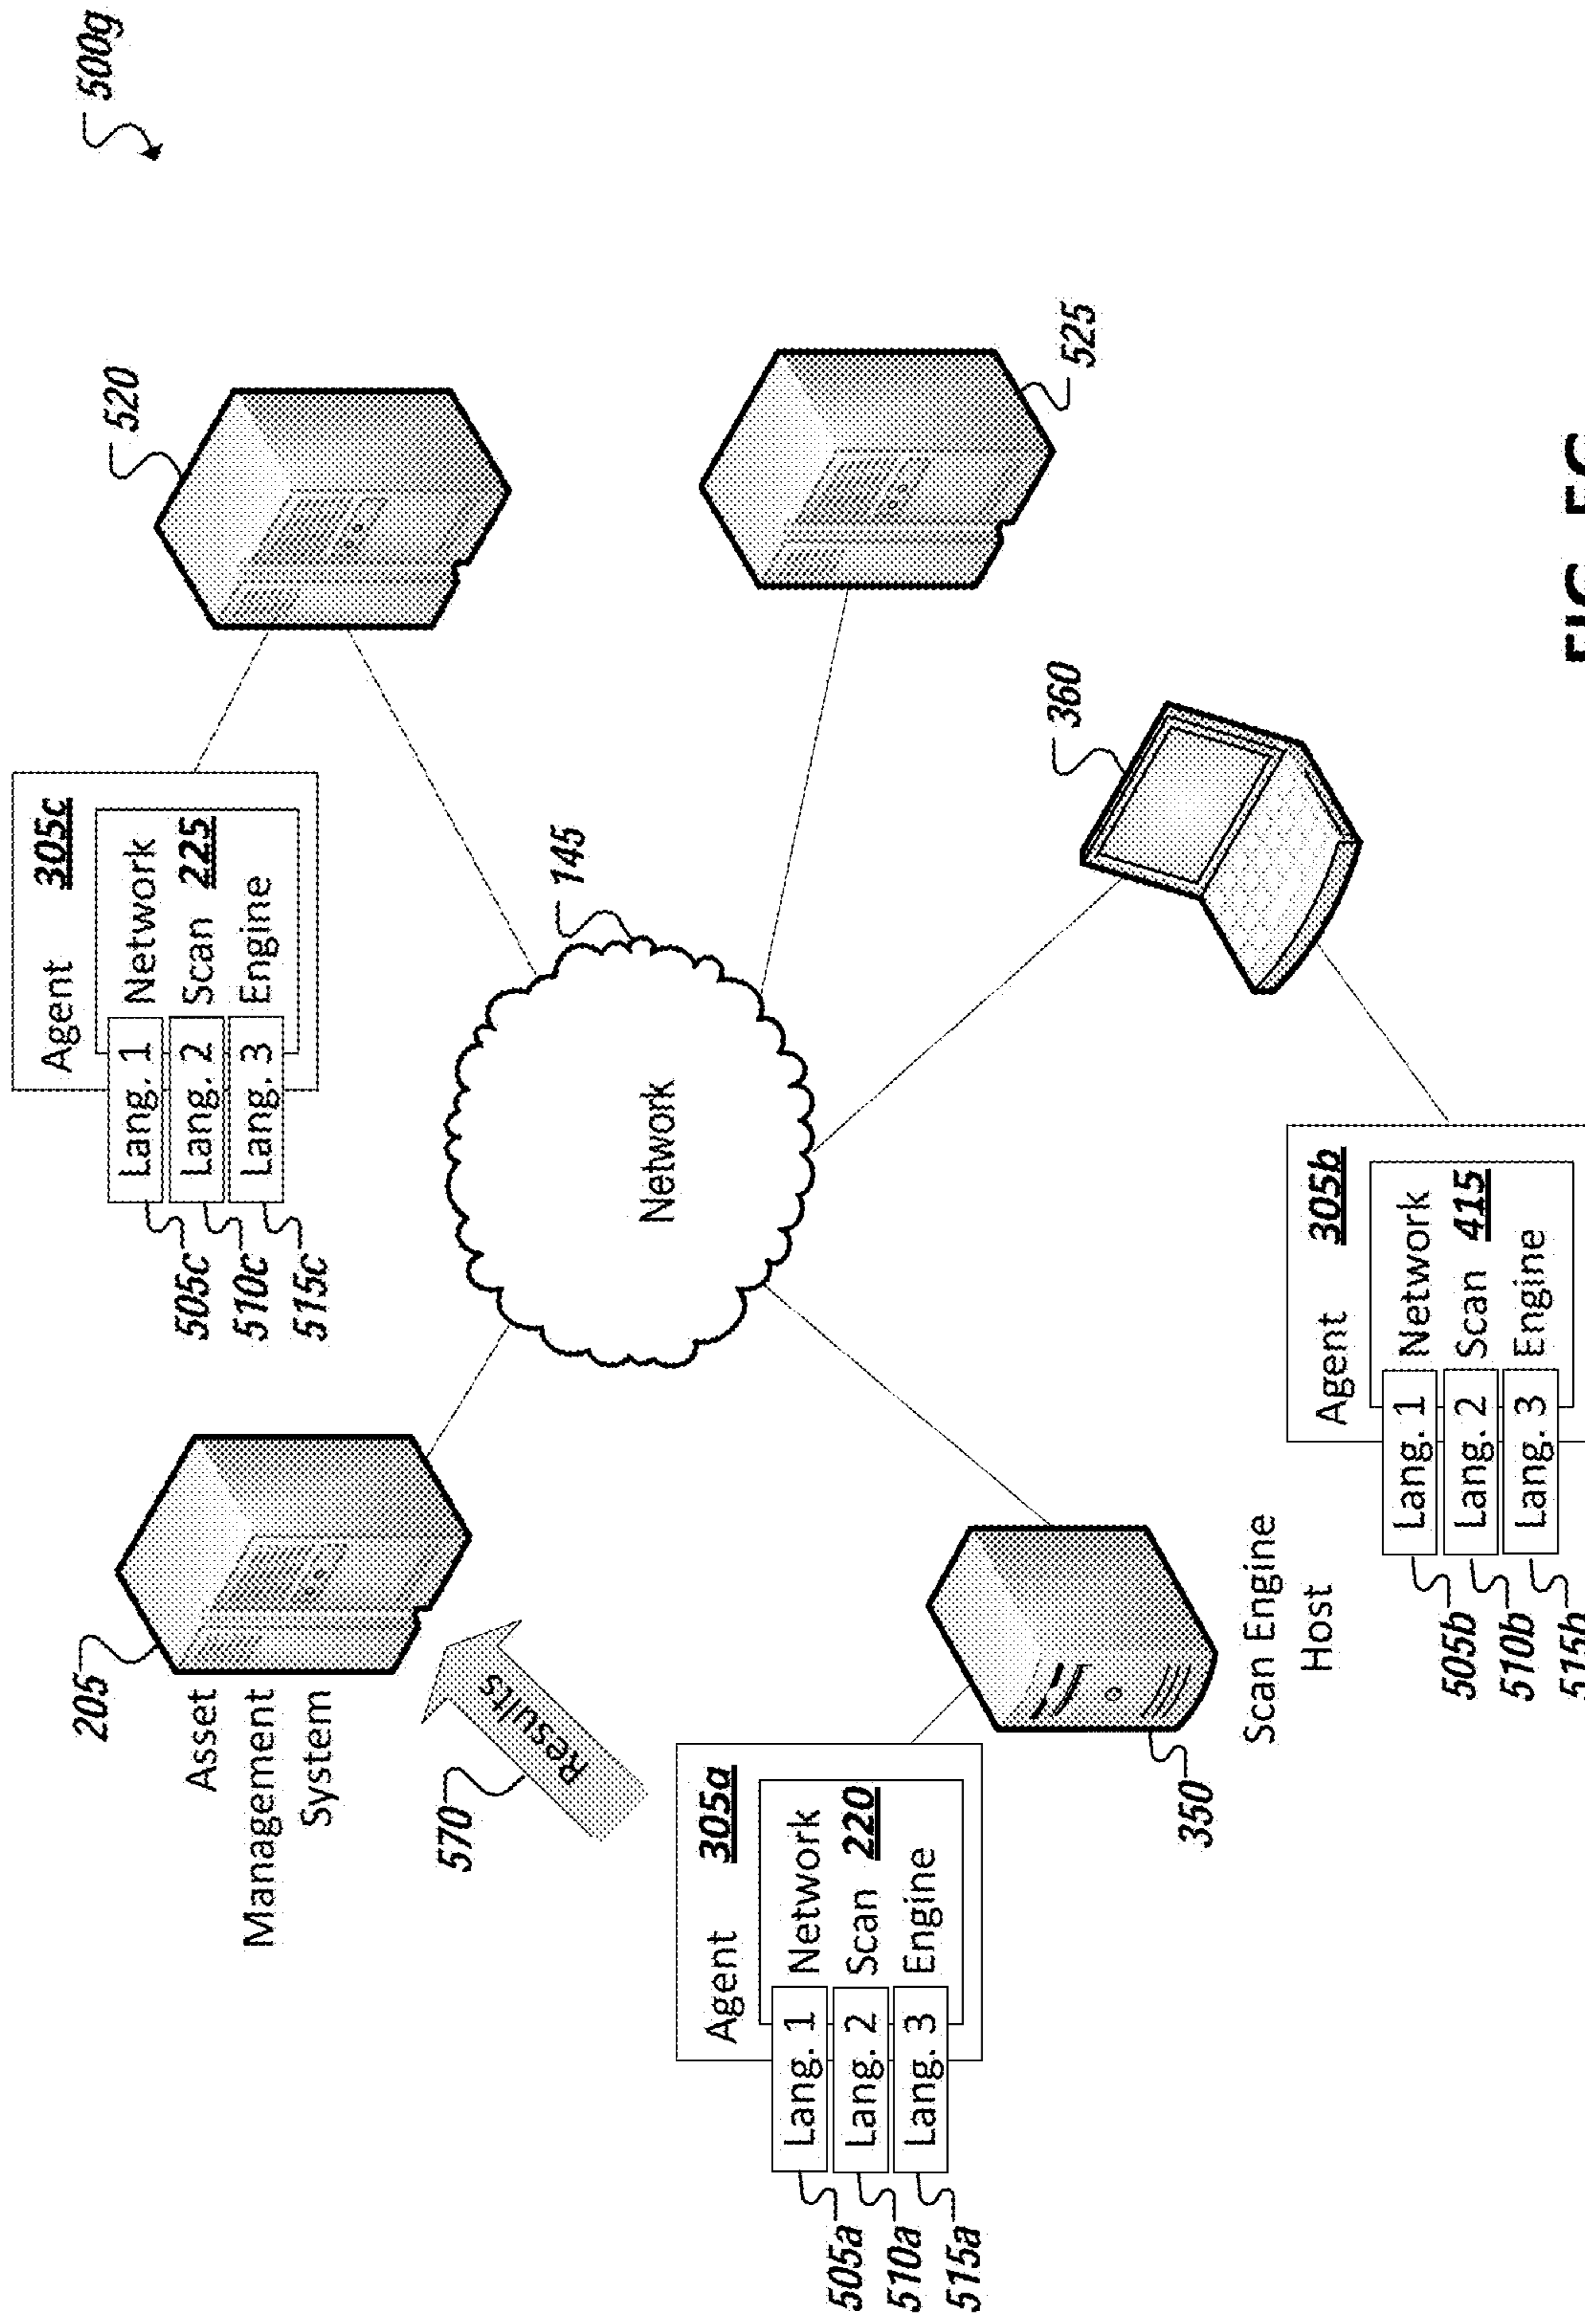 500g
205
Asset
Management
System
Agent 305c
Lang. 1 Network
Lang. 2 Scan 225
Lang. 3 Engine
505c
510c
515c
520
570
Results
145
Network
525
Agent 305a
Lang. 1 Network
Lang. 2 Scan 220
Lang. 3 Engine
505a
510a
515a
350
Scan Engine
Host
360
Agent 305b
Lang. 1 Network
Lang. 2 Scan 415
Lang. 3 Engine
505b
510b
515b